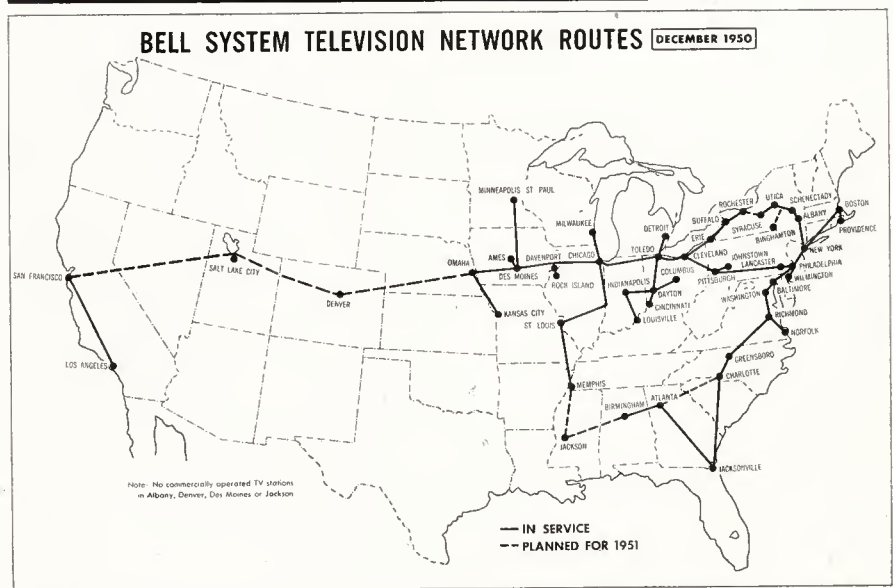 BELL SYSTEM TELEVISION NETWORK ROUTES DECEMBER 1950
MINNEAPOLIS ST PAUL
MILWAUKEE
DETROIT
ROCHESTER
UTICA
SCHENECTADY
BOSTON
BUFFALO
SYRACUSE
ALBANY
PROVIDENCE
BINGHAMTON
ERIE
TOLEDO
CLEVELAND
NEW YORK
OMAHA
AMES
DES MOINES
DAVENPORT
CHICAGO
ROCK ISLAND
COLUMBUS
JOHNSTOWN
LANCASTER
PITTSBURGH
PHILADELPHIA
WILMINGTON
BALTIMORE
WASHINGTON
SAN FRANCISCO
SALT LAKE CITY
DENVER
KANSAS CITY
ST LOUIS
INDIANAPOLIS
DAYTON
CINCINNATI
LOUISVILLE
RICHMOND
NORFOLK
GREENSBORO
CHARLOTTE
LOS ANGELES
MEMPHIS
BIRMINGHAM
ATLANTA
JACKSON
JACKSONVILLE
Note- No commercially operated TV stations
in Albany, Denver, Des Moines or Jackson
IN SERVICE
PLANNED FOR 1951